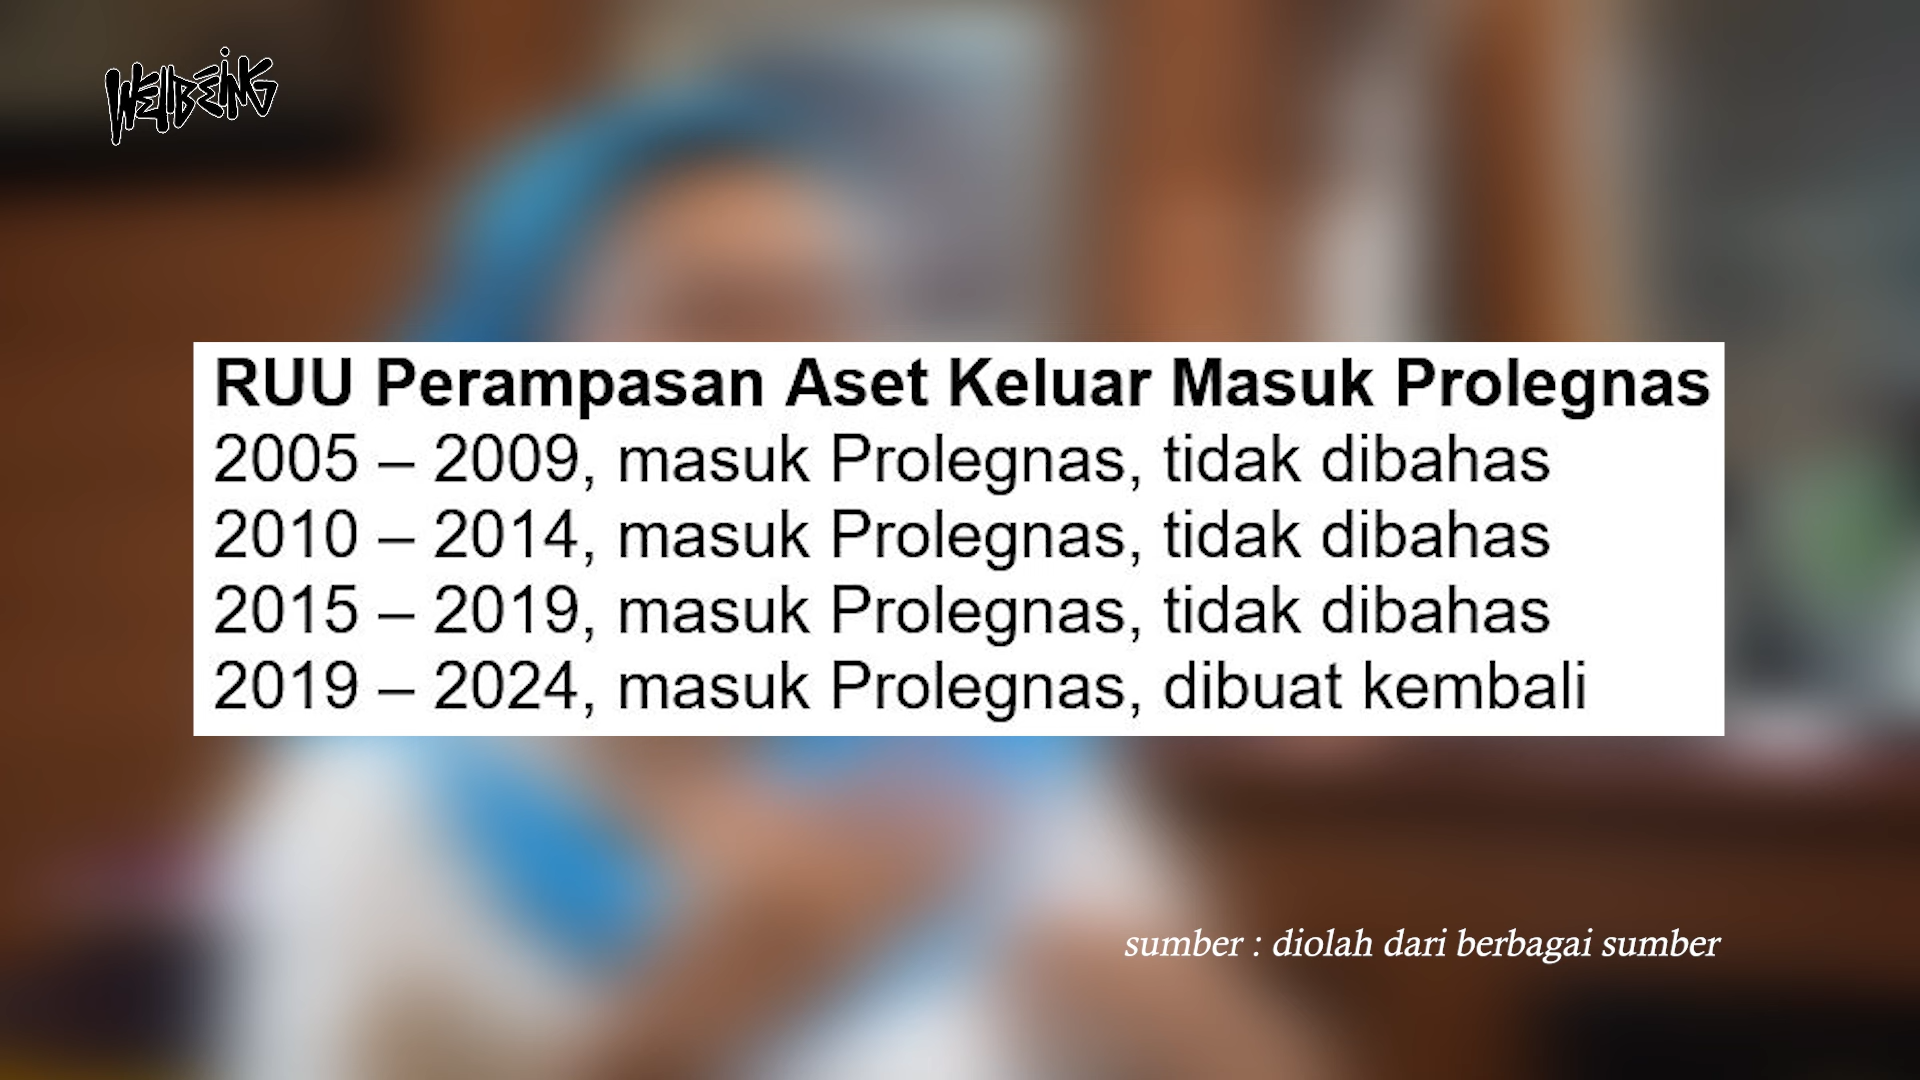 WELBEING
RUU Perampasan Aset Keluar Masuk Prolegnas
2005 – 2009, masuk Prolegnas, tidak dibahas
2010 – 2014, masuk Prolegnas, tidak dibahas
2015 – 2019, masuk Prolegnas, tidak dibahas
2019 – 2024, masuk Prolegnas, dibuat kembali
sumber : diolah dari berbagai sumber